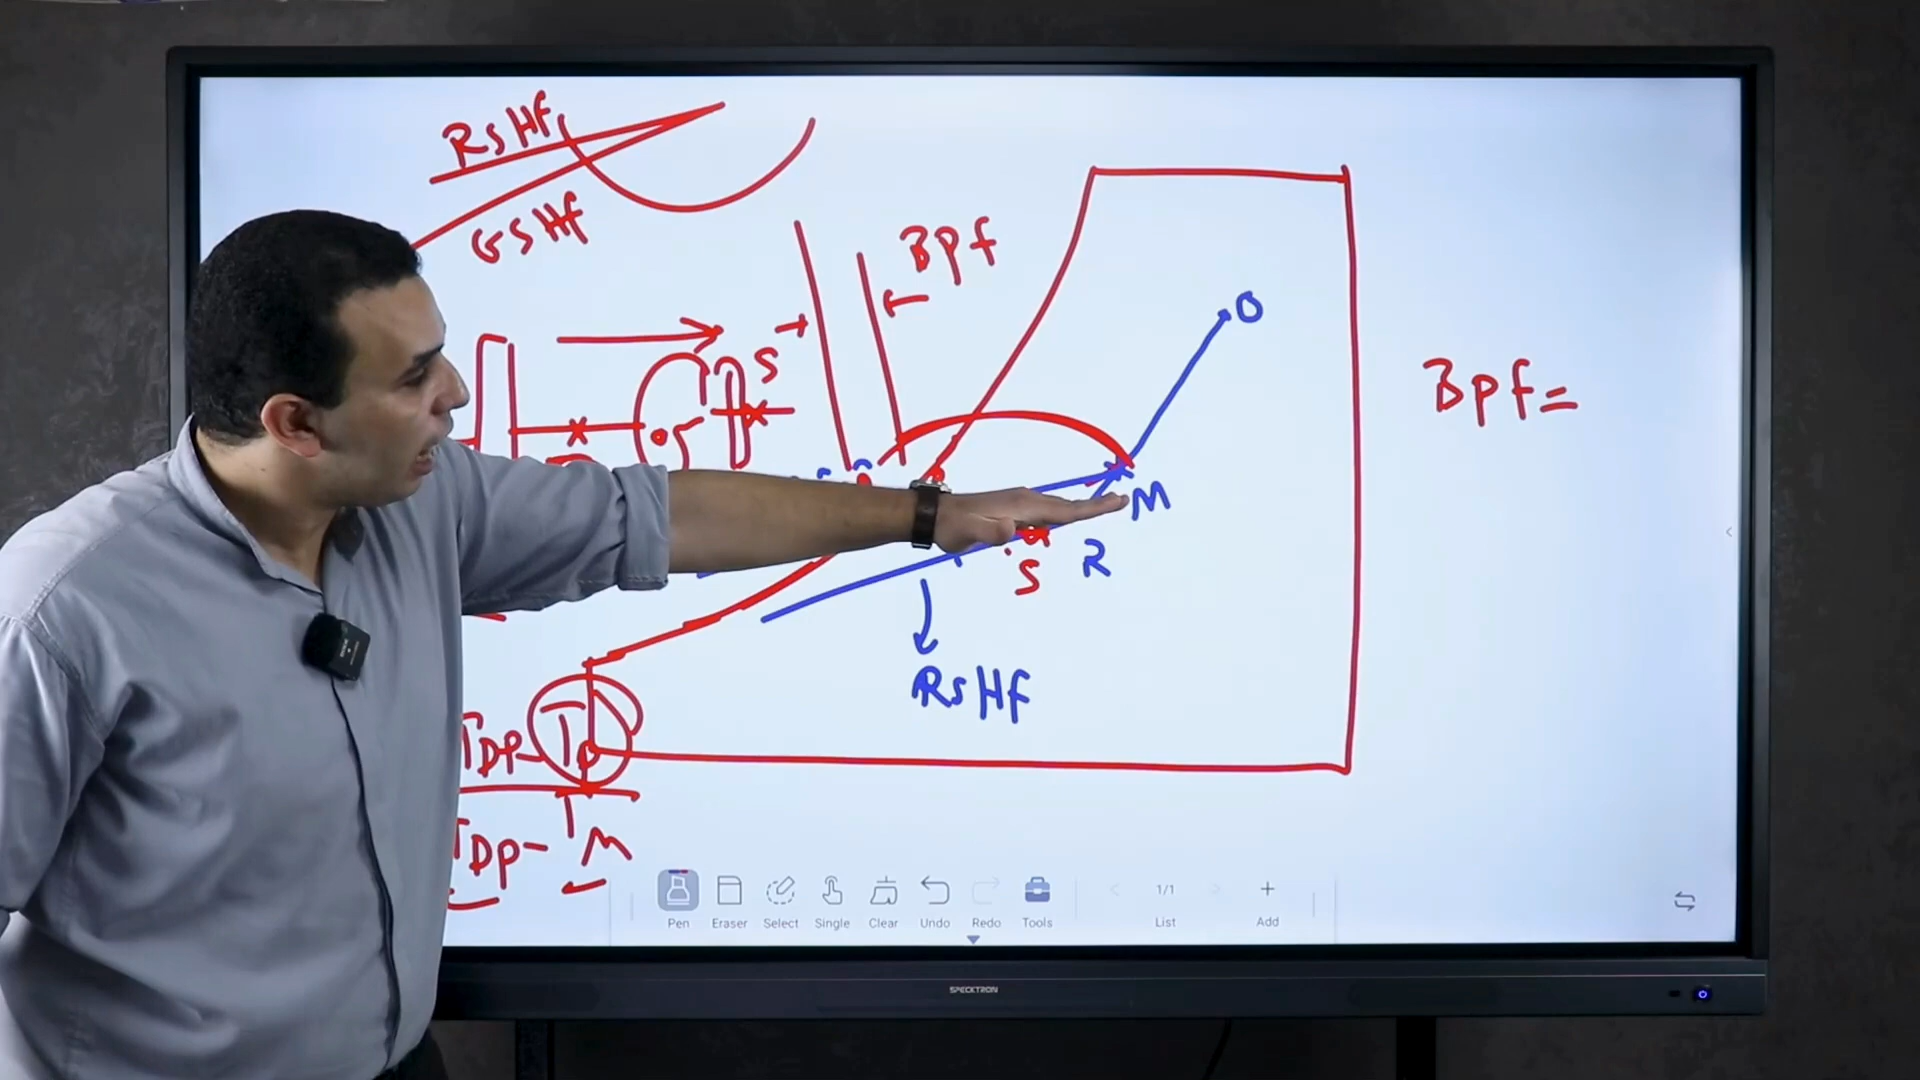 RSHf
GSHf
Bpf
S
O
Bpf=
M
S
R
RSHf
TDP-
TDP-
M
Pen
Eraser
Select
Single
Clear
Undo
Redo
Tools
1/1
List
Add
SPECKTRON